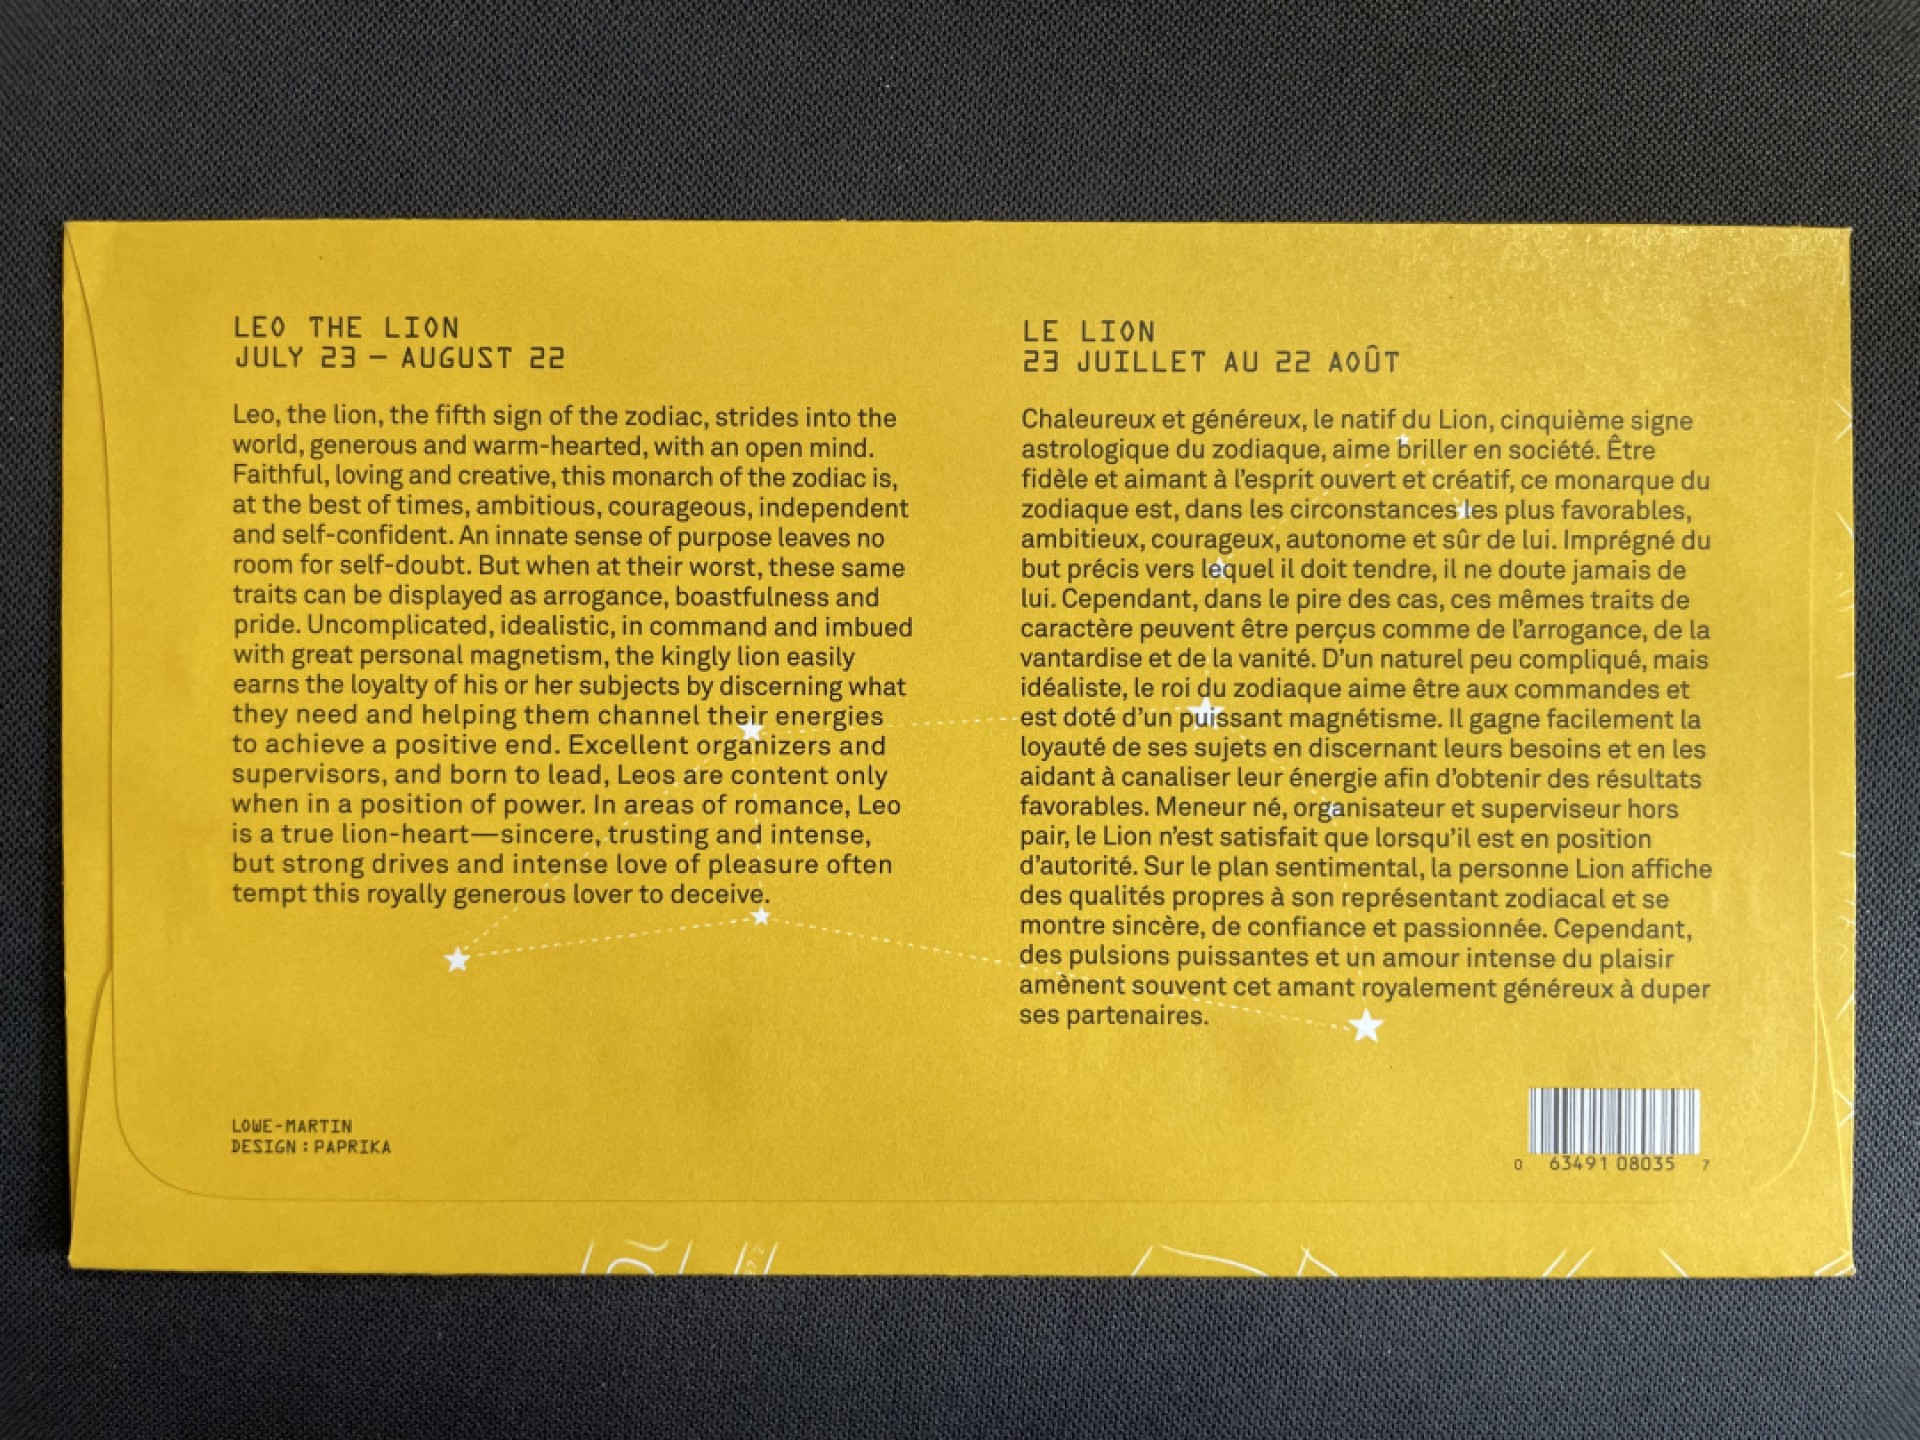 LEO THE LION
JULY 23 – AUGUST 22
Leo, the lion, the fifth sign of the zodiac, strides into the
world, generous and warm-hearted, with an open mind.
Faithful, loving and creative, this monarch of the zodiac is,
at the best of times, ambitious, courageous, independent
and self-confident. An innate sense of purpose leaves no
room for self-doubt. But when at their worst, these same
traits can be displayed as arrogance, boastfulness and
pride. Uncomplicated, idealistic, in command and imbued
with great personal magnetism, the kingly lion easily
earns the loyalty of his or her subjects by discerning what
they need and helping them channel their energies
to achieve a positive end. Excellent organizers and
supervisors, and born to lead, Leos are content only
when in a position of power. In areas of romance, Leo
is a true lion-heart—sincere, trusting and intense,
but strong drives and intense love of pleasure often
tempt this royally generous lover to deceive.
LE LION
23 JUILLET AU 22 AOÛT
Chaleureux et généreux, le natif du Lion, cinquième signe
astrologique du zodiaque, aime briller en société. Être
fidèle et aimant à l'esprit ouvert et créatif, ce monarque du
zodiaque est, dans les circonstances les plus favorables,
ambitieux, courageux, autonome et sûr de lui. Imprégné du
but précis vers lequel il doit tendre, il ne doute jamais de
lui. Cependant, dans le pire des cas, ces mêmes traits de
caractère peuvent être perçus comme de l'arrogance, de la
vantardise et de la vanité. D'un naturel peu compliqué, mais
idéaliste, le roi du zodiaque aime être aux commandes et
est doté d'un puissant magnétisme. Il gagne facilement la
loyauté de ses sujets en discernant leurs besoins et en les
aidant à canaliser leur énergie afin d'obtenir des résultats
favorables. Meneur né, organisateur et superviseur hors
pair, le Lion n'est satisfait que lorsqu'il est en position
d'autorité. Sur le plan sentimental, la personne Lion affiche
des qualités propres à son représentant zodiacal et se
montre sincère, de confiance et passionnée. Cependant,
des pulsions puissantes et un amour intense du plaisir
amènent souvent cet amant royalement généreux à duper
ses partenaires.
LOWE-MARTIN
DESIGN : PAPRIKA
0 63491 08035 7